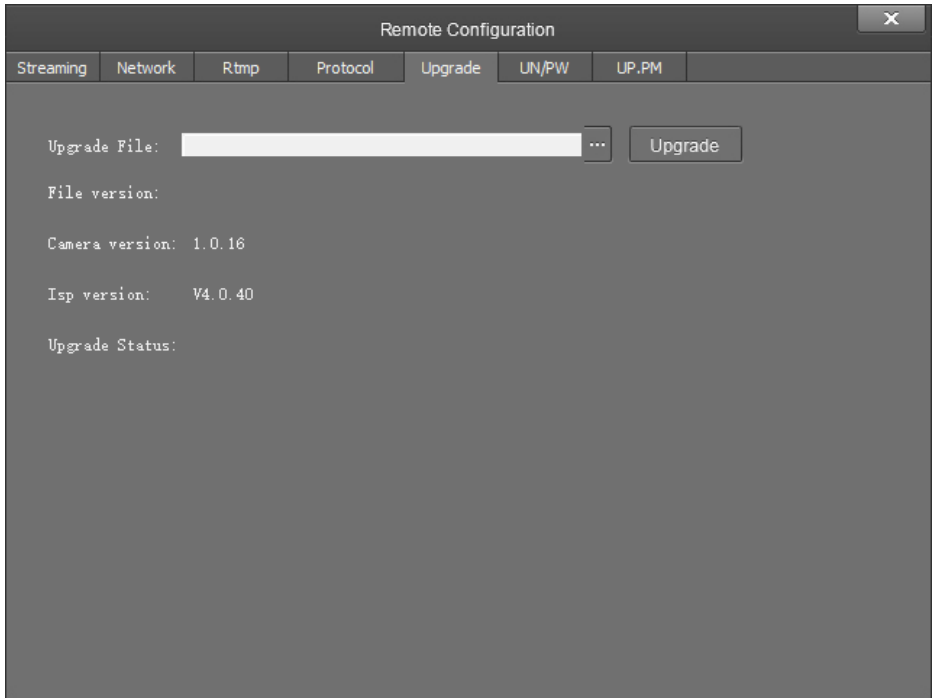 Remote Configuration X
Streaming Network Rtmp Protocol Upgrade UN/PW UP.PM
Upgrade File: ... Upgrade
File version:
Camera version: 1.0.16
Isp version: V4.0.40
Upgrade Status: